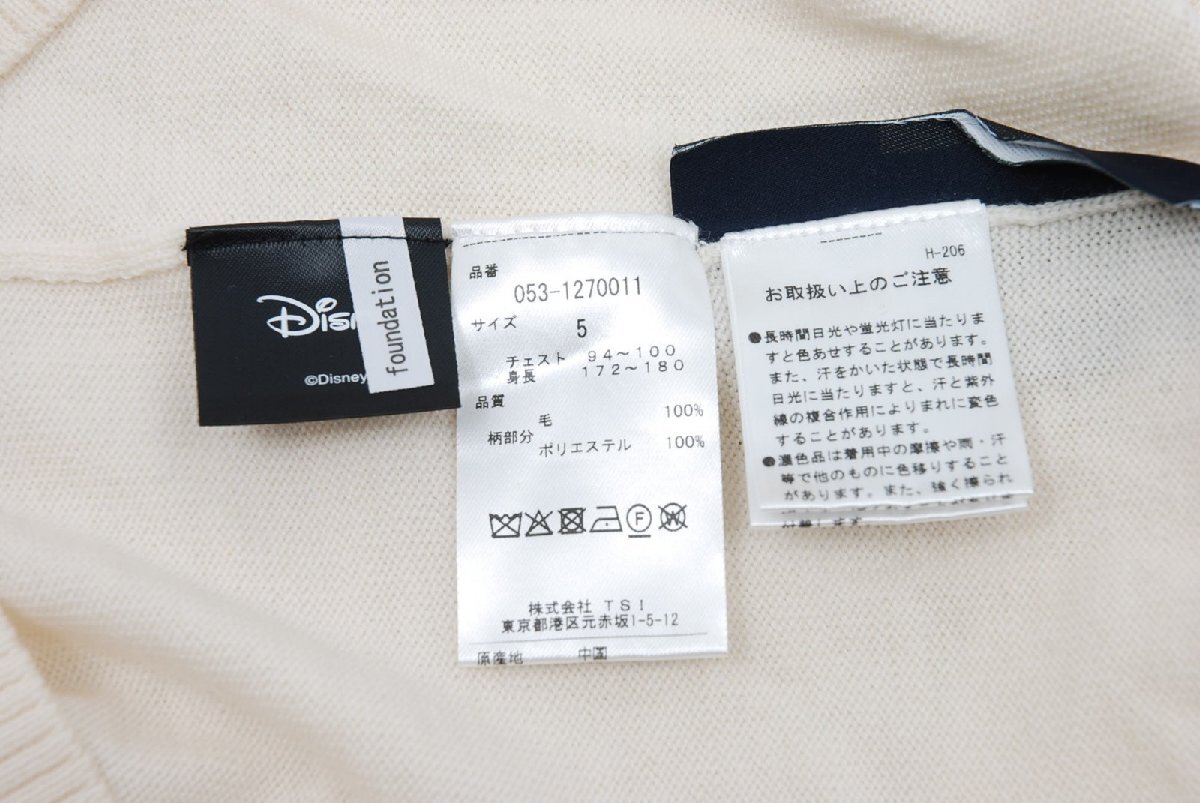 Disn
©Disney
foundation
品番
053-1270011
サイズ 5
チェスト 94～100
身長 172～180
品質
毛 100%
柄部分
ポリエステル 100%
株式会社 TSI
東京都港区元赤坂1-5-12
原産地 中国
H-206
お取扱い上のご注意
●長時間日光や蛍光灯に当たりま
すと色あせすることがあります。
また、汗をかいた状態で長時間
日光に当たりますと、汗と紫外
線の複合作用によりまれに変色
することがあります。
●濃色品は着用中の摩擦や雨・汗
等で他のものに色移りすること
があります。また、強く擦られ
ます